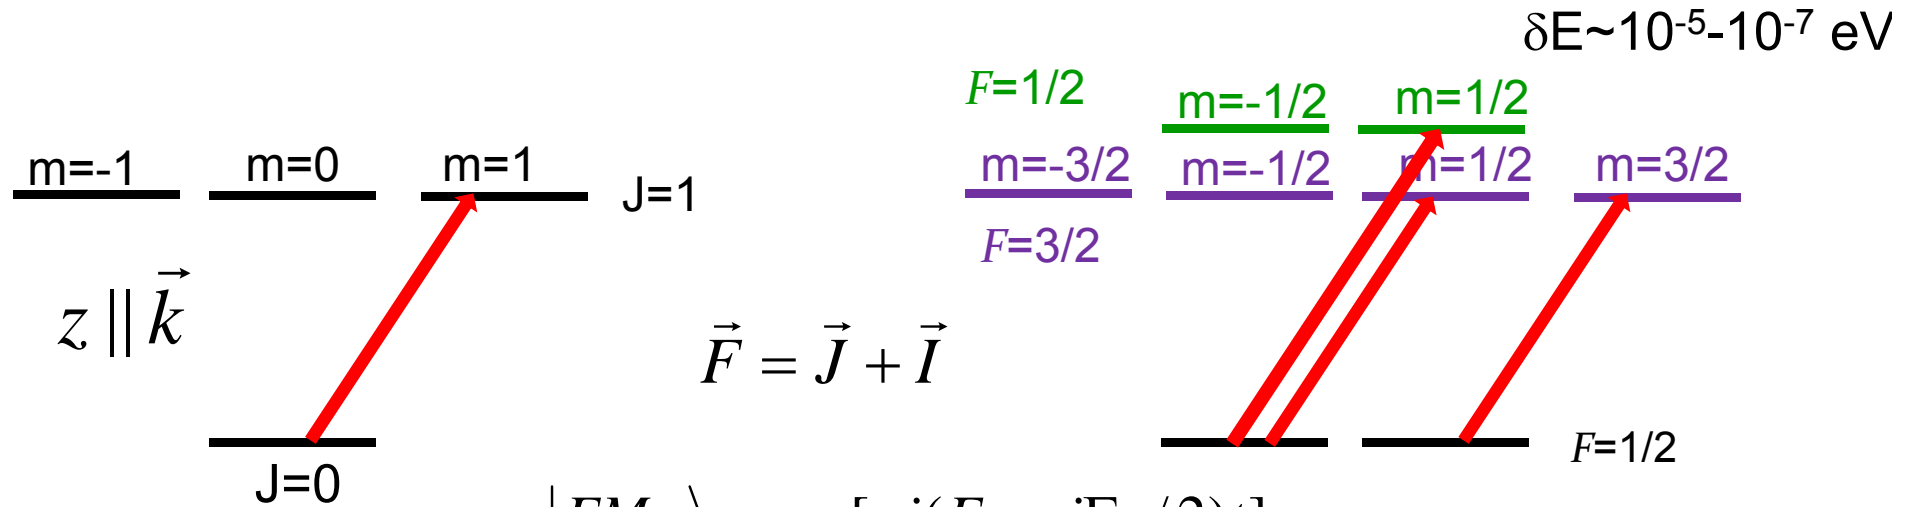 δE~10⁻⁵-10⁻⁷ eV
F=1/2
m=-1/2 m=1/2
m=-1 m=0 m=1 J=1
m=-3/2 m=-1/2 m=1/2 m=3/2
F=3/2
z || k⃗
F⃗ = J⃗ + I⃗
F=1/2
J=0